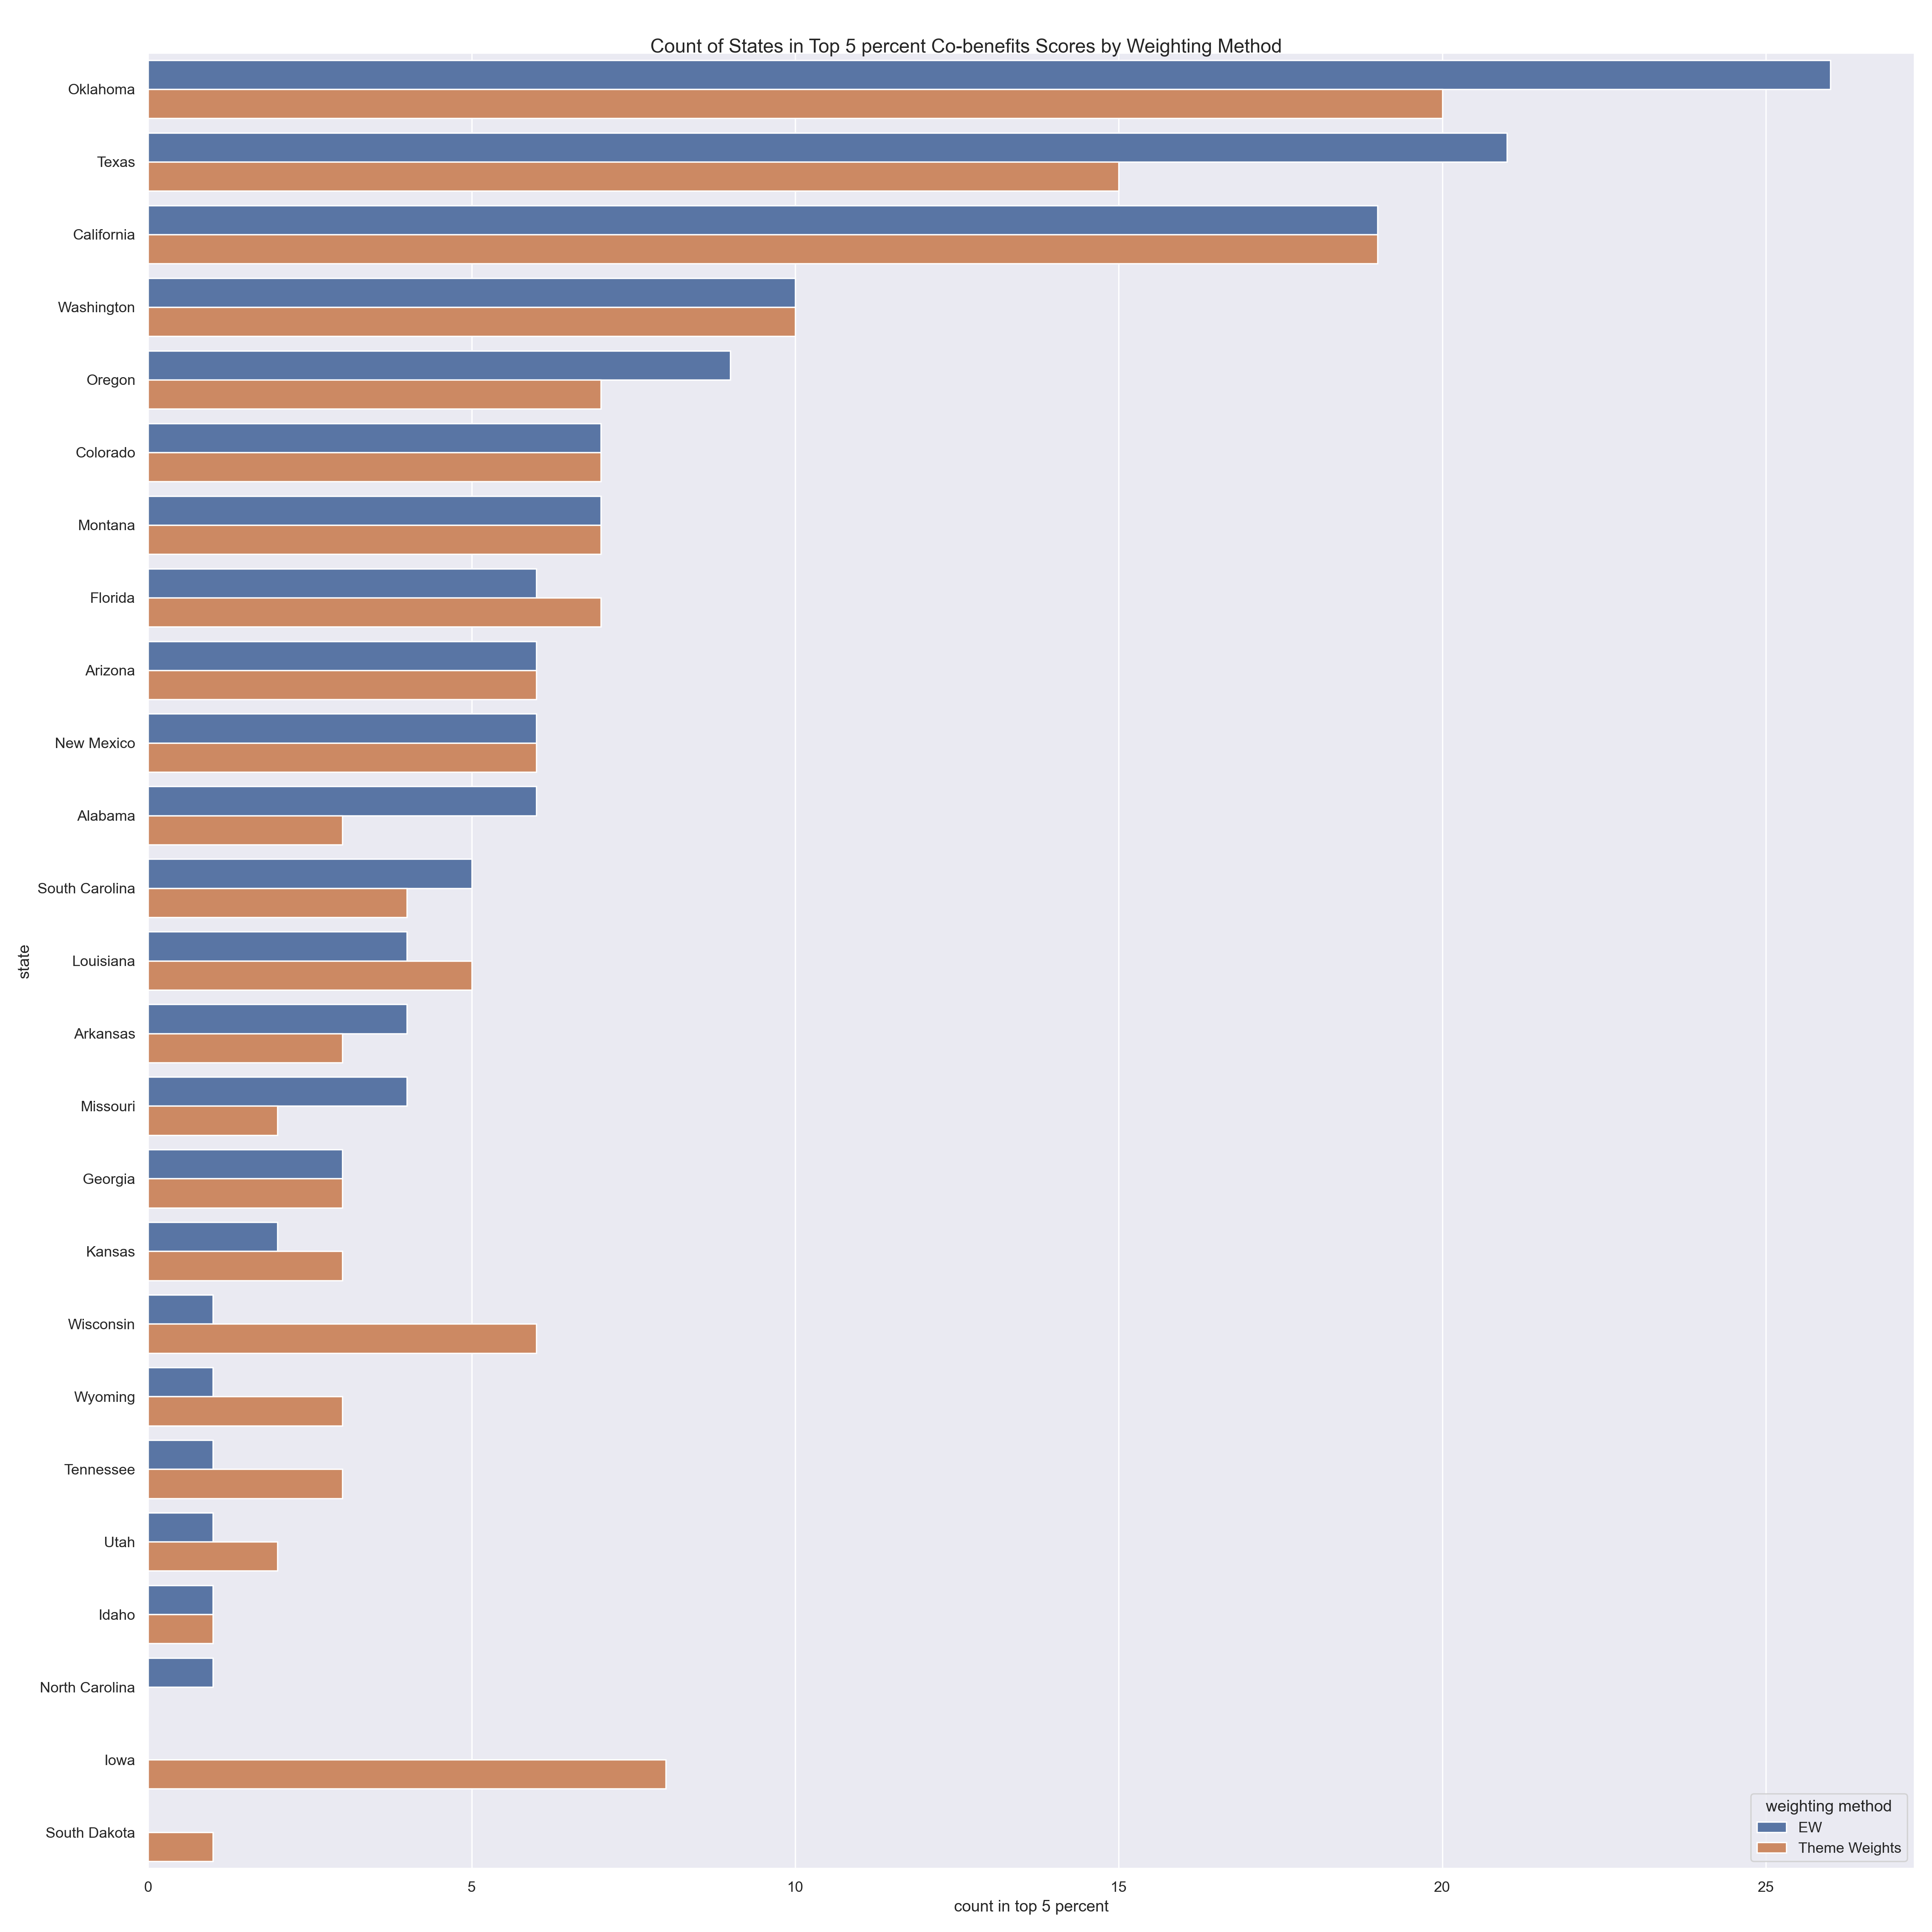 Count of States in Top 5 percent Co-benefits Scores by Weighting Method
state
Oklahoma
Texas
California
Washington
Oregon
Colorado
Montana
Florida
Arizona
New Mexico
Alabama
South Carolina
Louisiana
Arkansas
Missouri
Georgia
Kansas
Wisconsin
Wyoming
Tennessee
Utah
Idaho
North Carolina
Iowa
South Dakota
weighting method
EW
Theme Weights
0 5 10 15 20 25
count in top 5 percent